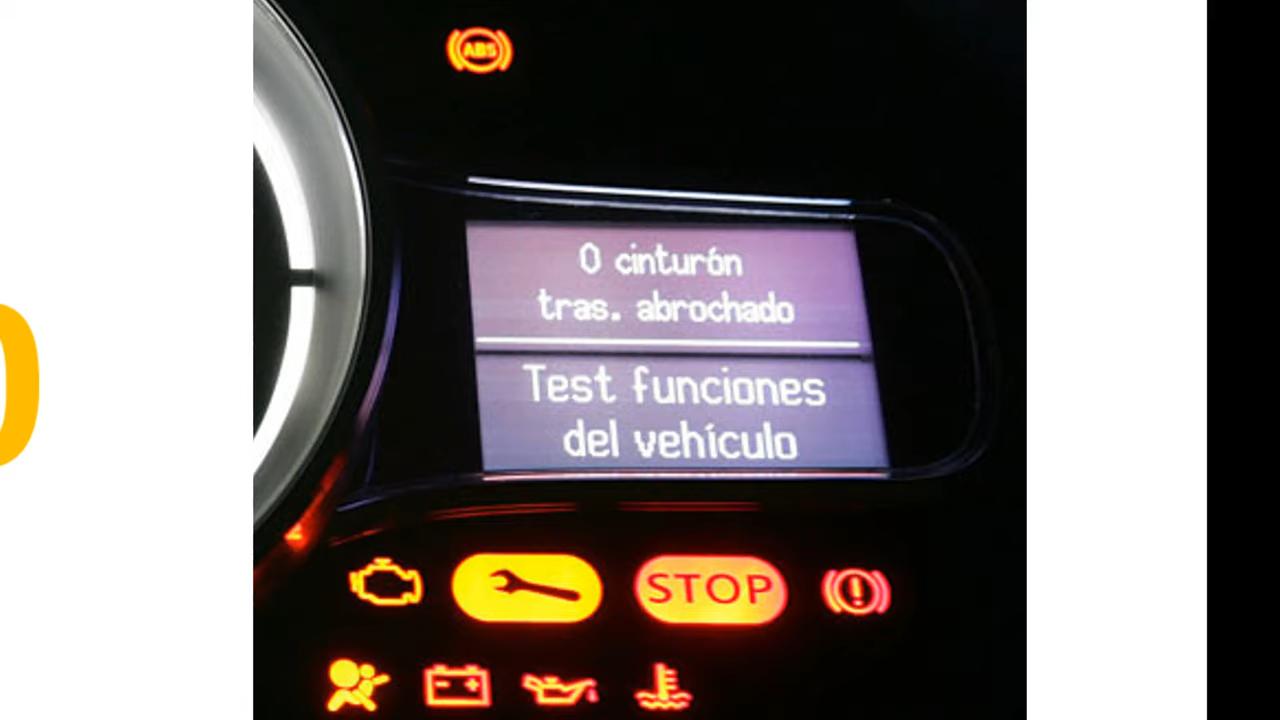 ABS
0 cinturón
tras. abrochado
Test funciones
del vehículo
STOP